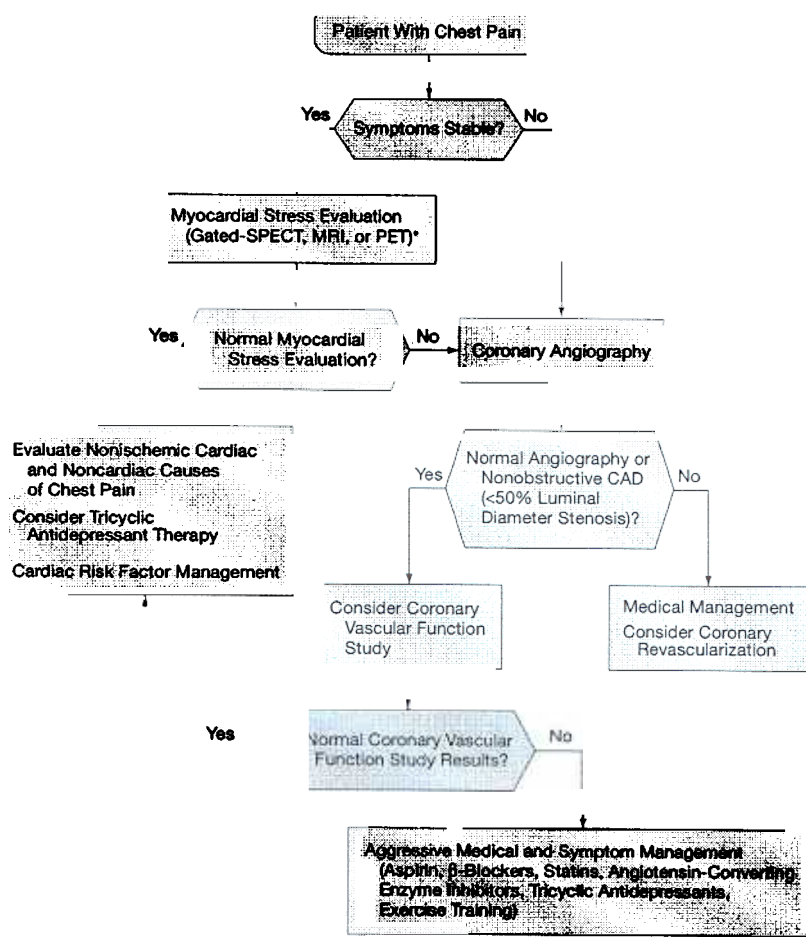 Patient With Chest Pain
Yes
Symptoms Stable?
No
Myocardial Stress Evaluation
(Gated-SPECT, MRI, or PET)*
Yes
Normal Myocardial
Stress Evaluation?
No
Coronary Angiography
Evaluate Nonischemic Cardiac
and Noncardiac Causes
of Chest Pain
Consider Tricyclic
Antidepressant Therapy
Cardiac Risk Factor Management
Yes
Normal Angiography or
Nonobstructive CAD
(<50% Luminal
Diameter Stenosis)?
No
Consider Coronary
Vascular Function
Study
Medical Management
Consider Coronary
Revascularization
Yes
Normal Coronary Vascular
Function Study Results?
No
Aggressive Medical and Symptom Management
(Aspirin, β-Blockers, Statins, Angiotensin-Converting
Enzyme Inhibitors, Tricyclic Antidepressants,
Exercise Training)